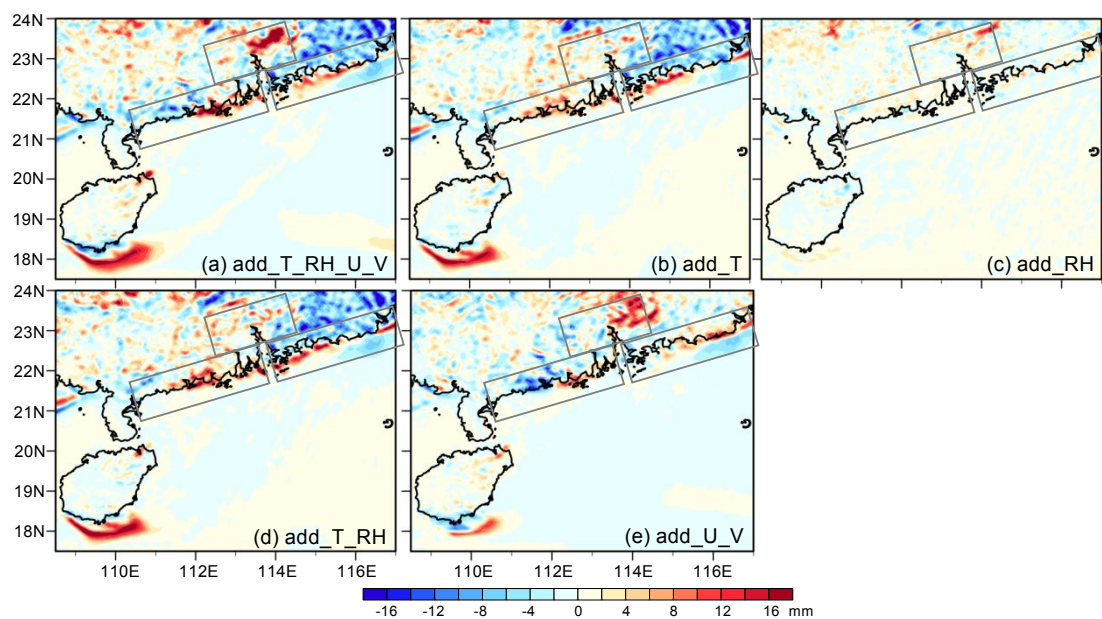 24N
23N
22N
21N
20N
19N
18N
(a) add_T_RH_U_V
(b) add_T
(c) add_RH
24N
23N
22N
21N
20N
19N
18N
(d) add_T_RH
(e) add_U_V
110E 112E 114E 116E
110E 112E 114E 116E
-16 -12 -8 -4 0 4 8 12 16 mm